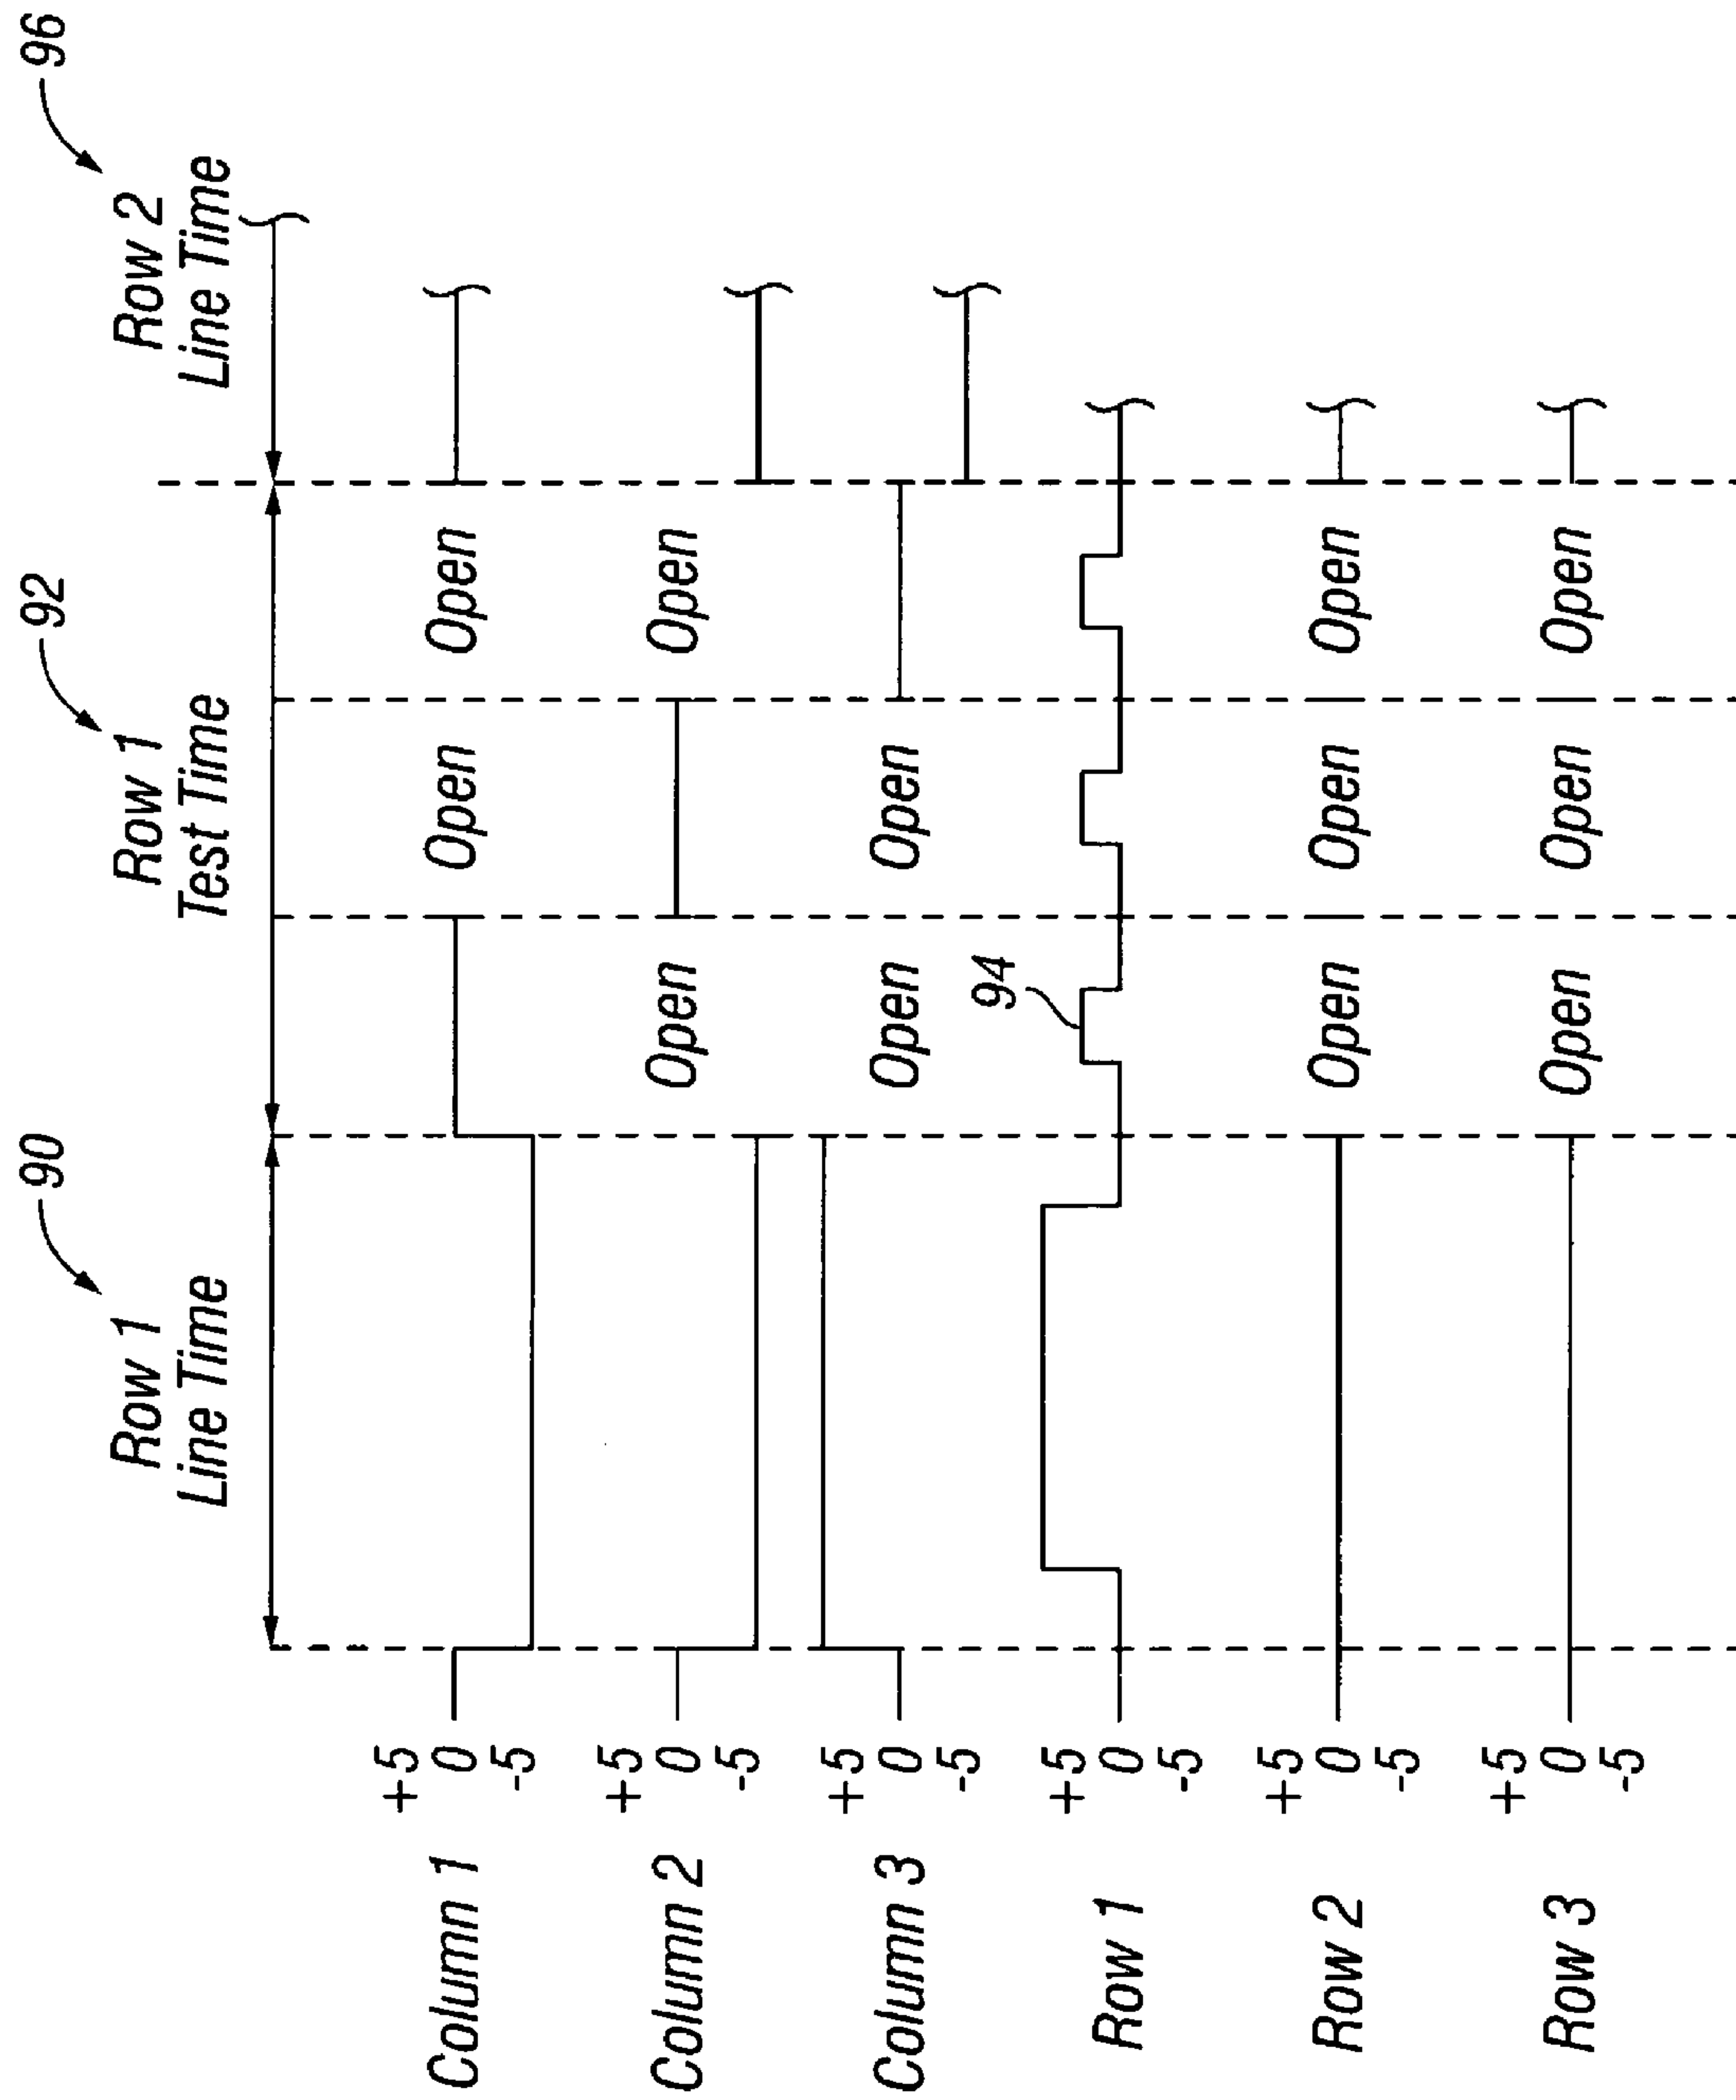 90
92
96
Row 1
Line Time
Row 1
Test Time
Row 2
Line Time
Column 1
+5
0
-5
Open
Open
Column 2
+5
0
-5
Open
Open
Column 3
+5
0
-5
Open
Open
94
Row 1
+5
0
-5
Row 2
+5
0
-5
Open
Open
Open
Row 3
+5
0
-5
Open
Open
Open